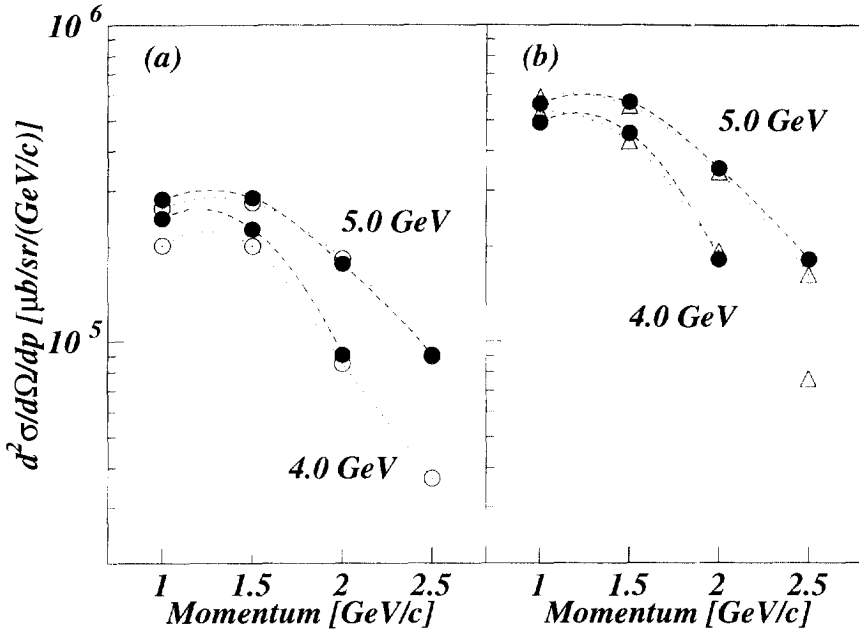 10^6
(a)
(b)
5.0 GeV
5.0 GeV
4.0 GeV
10^5
4.0 GeV
d^2σ/dΩ/dp [μb/sr/(GeV/c)]
1 1.5 2 2.5
1 1.5 2 2.5
Momentum [GeV/c]
Momentum [GeV/c]